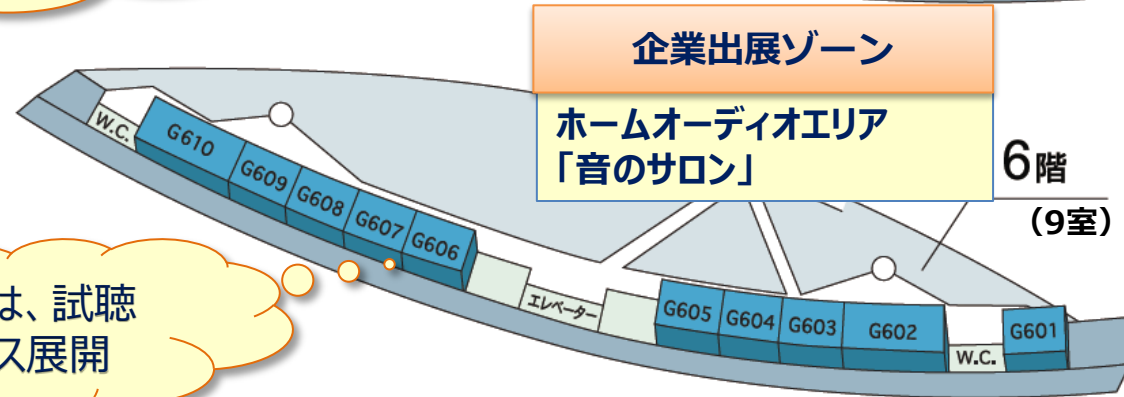 企業出展ゾーン
ホームオーディオエリア
「音のサロン」
6階
（9室）
W.C.
G610
G609
G608
G607
G606
エレベーター
G605
G604
G603
G602
W.C.
G601
は、試聴
ス展開